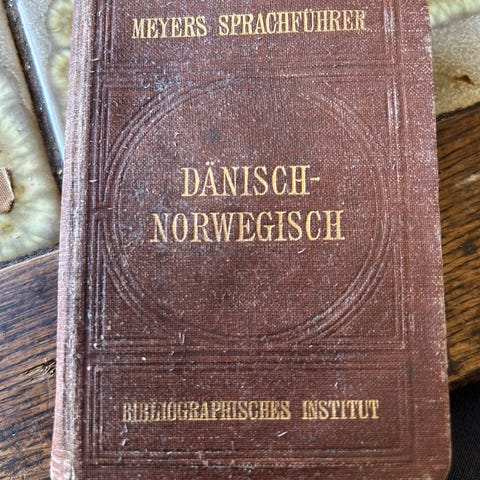 MEYERS SPRACHFÜHRER
DÄNISCH-
NORWEGISCH
BIBLIOGRAPHISCHES INSTITUT